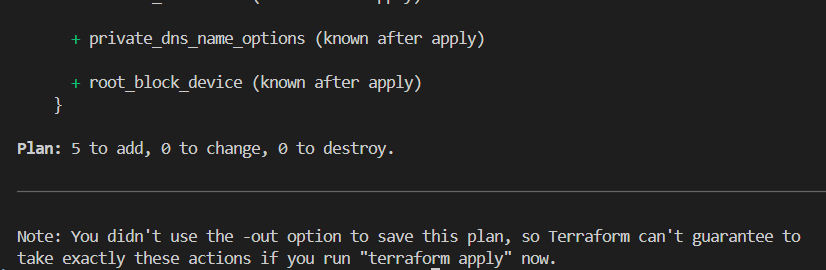 + private_dns_name_options (known after apply)
+ root_block_device (known after apply)
}
Plan: 5 to add, 0 to change, 0 to destroy.
Note: You didn't use the -out option to save this plan, so Terraform can't guarantee to
take exactly these actions if you run "terraform apply" now.